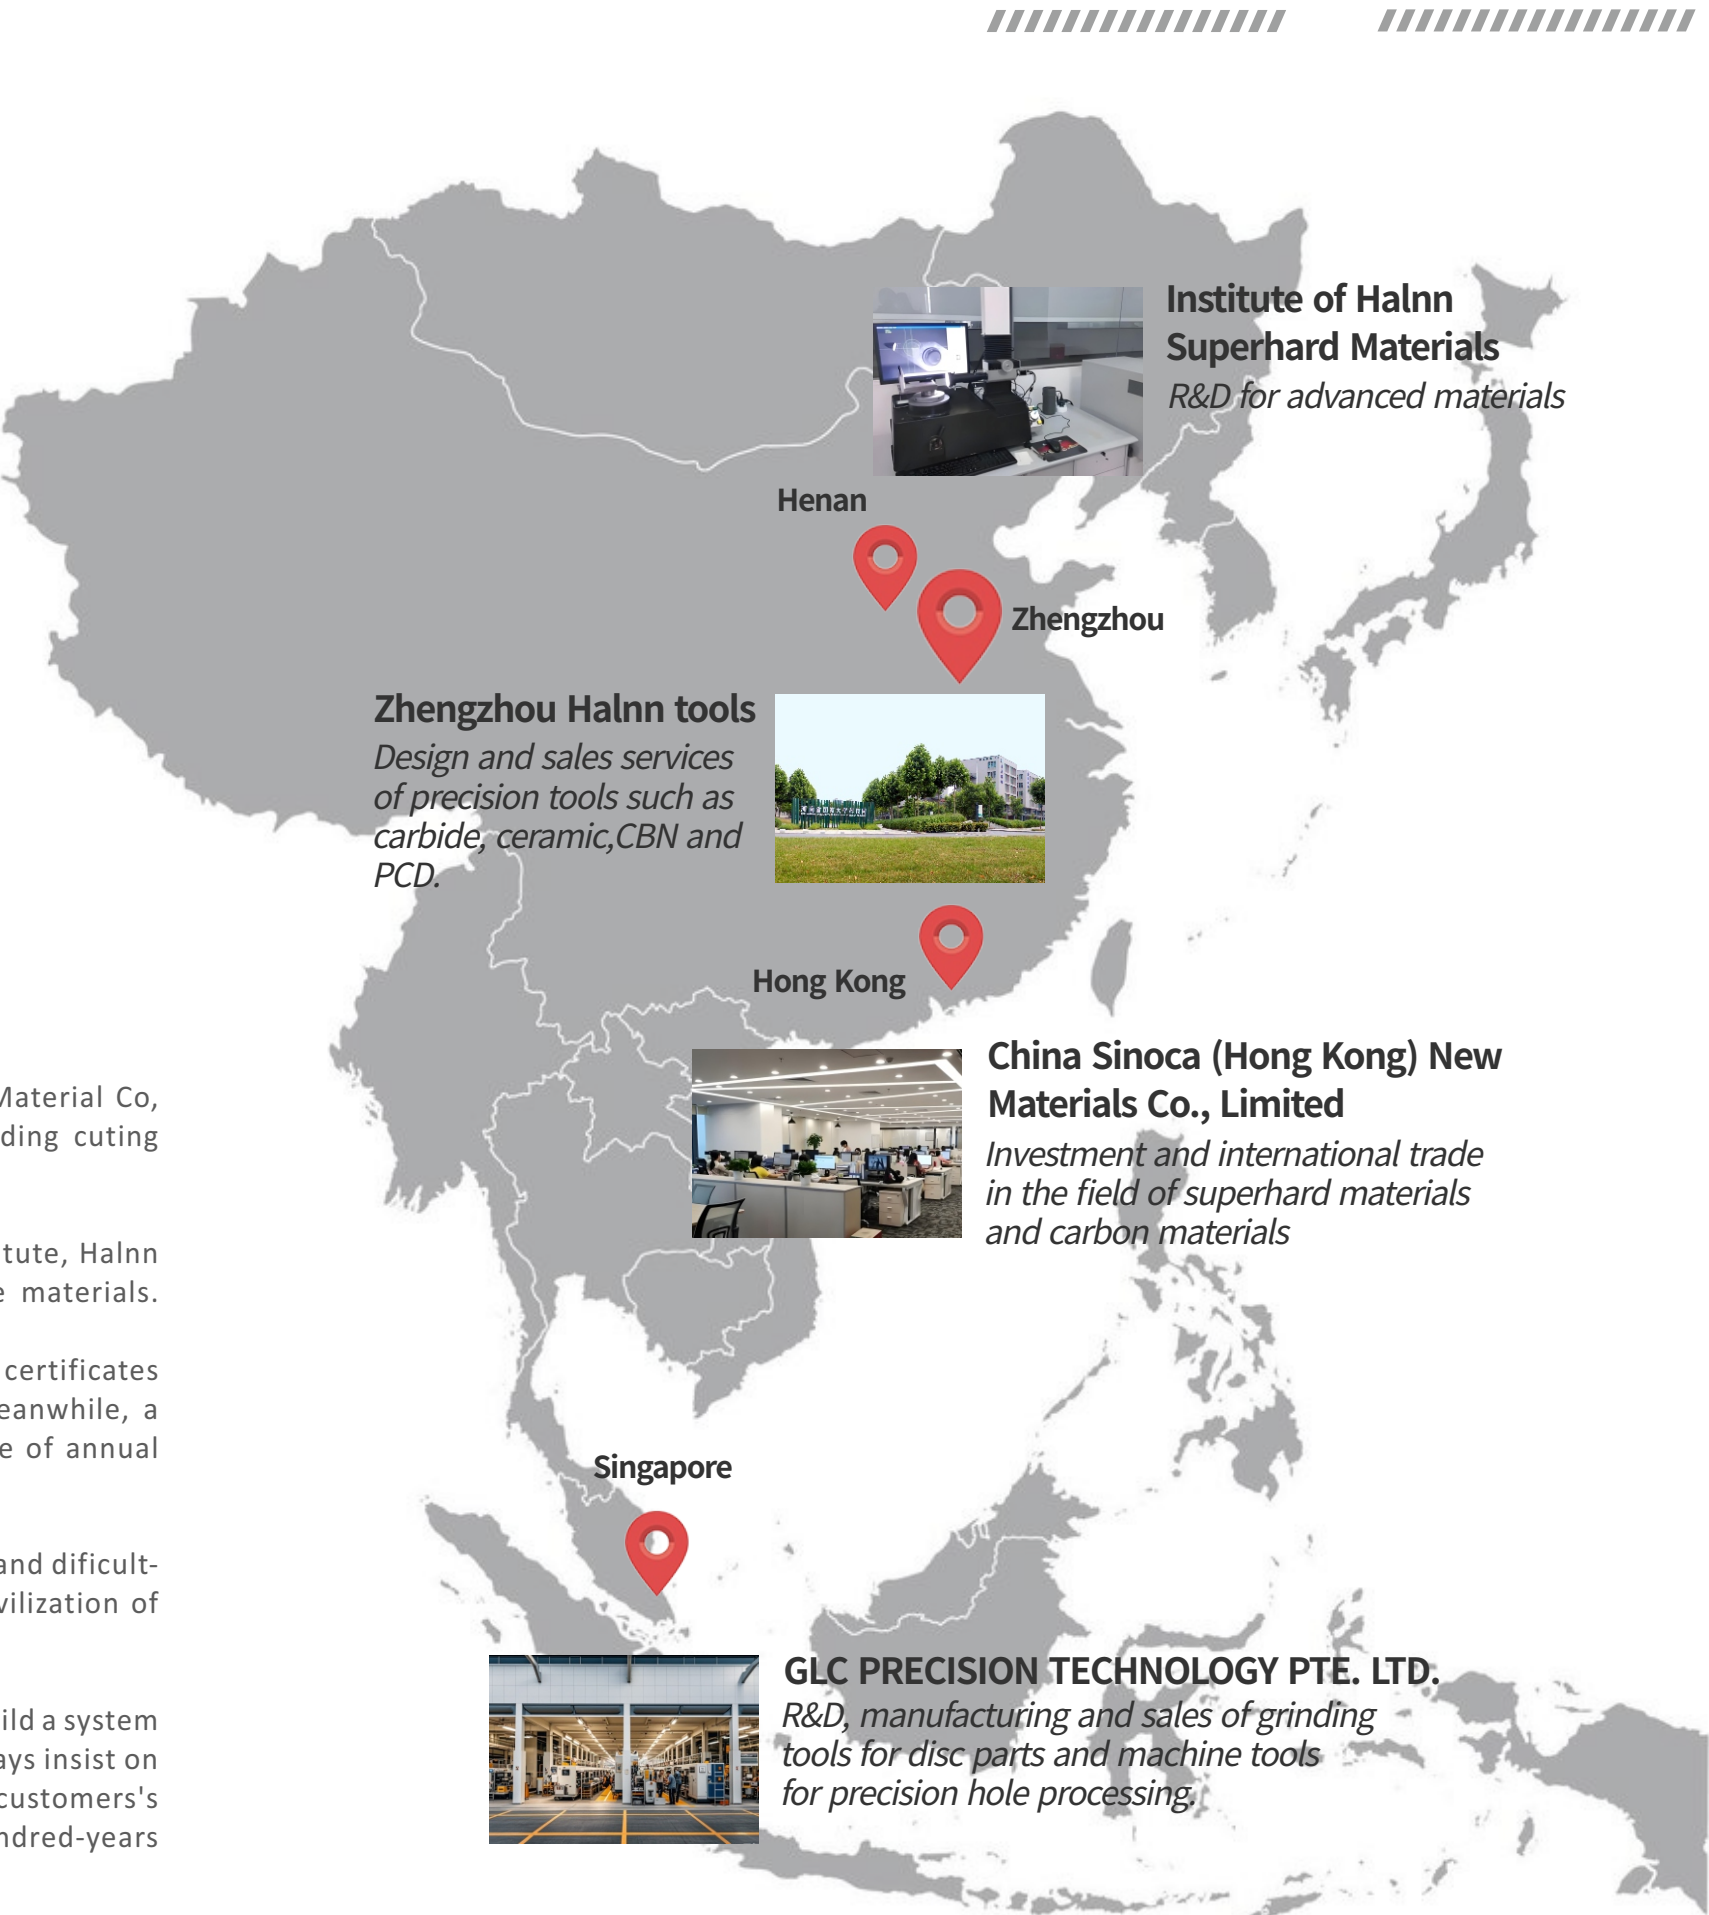 Institute of Halnn
Superhard Materials
R&D for advanced materials
Henan
Zhengzhou
Zhengzhou Halnn tools
Design and sales services
of precision tools such as
carbide, ceramic,CBN and
PCD.
Hong Kong
China Sinoca (Hong Kong) New
Materials Co., Limited
Investment and international trade
in the field of superhard materials
and carbon materials
Singapore
GLC PRECISION TECHNOLOGY PTE. LTD.
R&D, manufacturing and sales of grinding
tools for disc parts and machine tools
for precision hole processing.
Material Co,
ding cuting
tute, Halnn
e materials.
certificates
eanwhile, a
e of annual
and dificult-
vilization of
ild a system
ays insist on
customers's
ndred-years